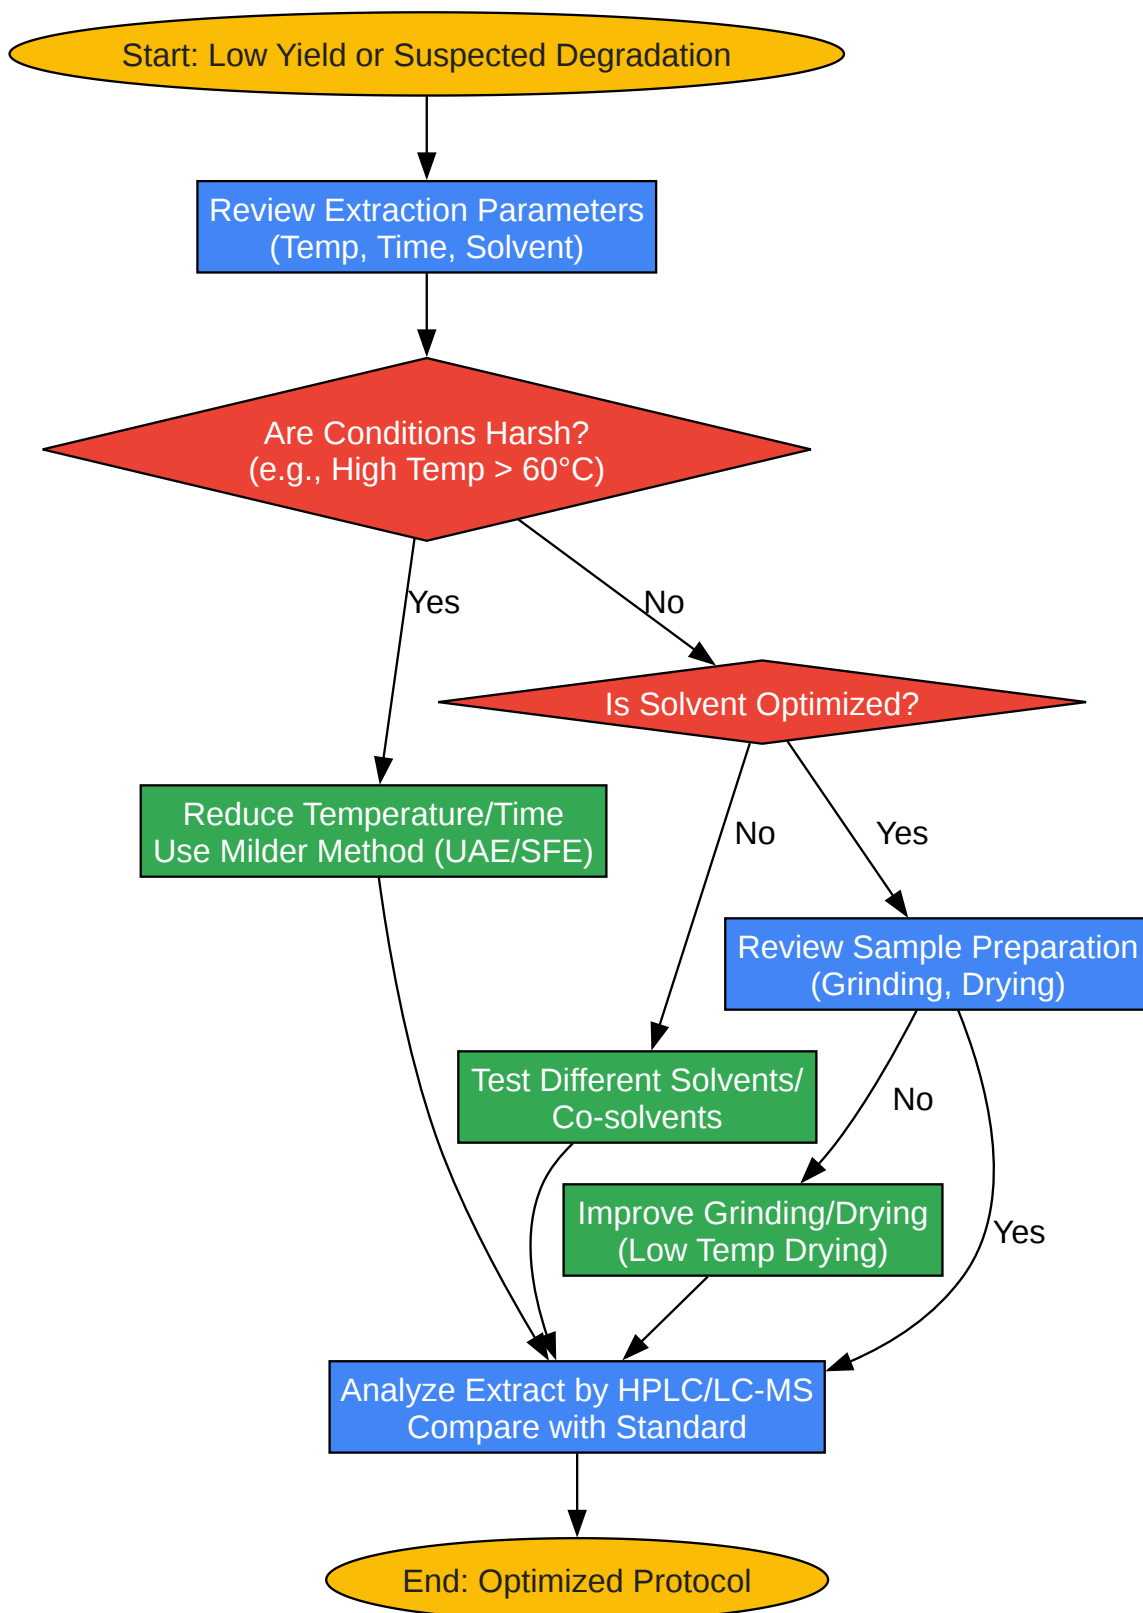 Start: Low Yield or Suspected Degradation
Review Extraction Parameters
(Temp, Time, Solvent)
Are Conditions Harsh?
(e.g., High Temp > 60°C)
Yes
No
Is Solvent Optimized?
Reduce Temperature/Time
Use Milder Method (UAE/SFE)
No
Yes
Review Sample Preparation
(Grinding, Drying)
Test Different Solvents/
Co-solvents
No
Improve Grinding/Drying
(Low Temp Drying)
Yes
Analyze Extract by HPLC/LC-MS
Compare with Standard
End: Optimized Protocol